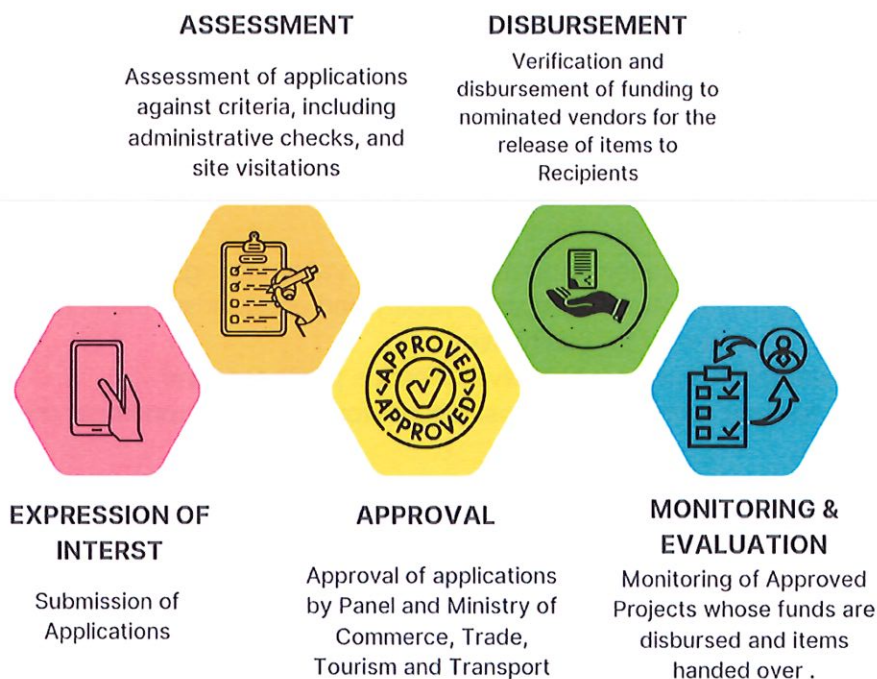 ASSESSMENT
Assessment of applications
against criteria, including
administrative checks, and
site visitations
DISBURSEMENT
Verification and
disbursement of funding to
nominated vendors for the
release of items to
Recipients
APPROVED
APPROVED
EXPRESSION OF
INTERST
Submission of
Applications
APPROVAL
Approval of applications
by Panel and Ministry of
Commerce, Trade,
Tourism and Transport
MONITORING &
EVALUATION
Monitoring of Approved
Projects whose funds are
disbursed and items
handed over .